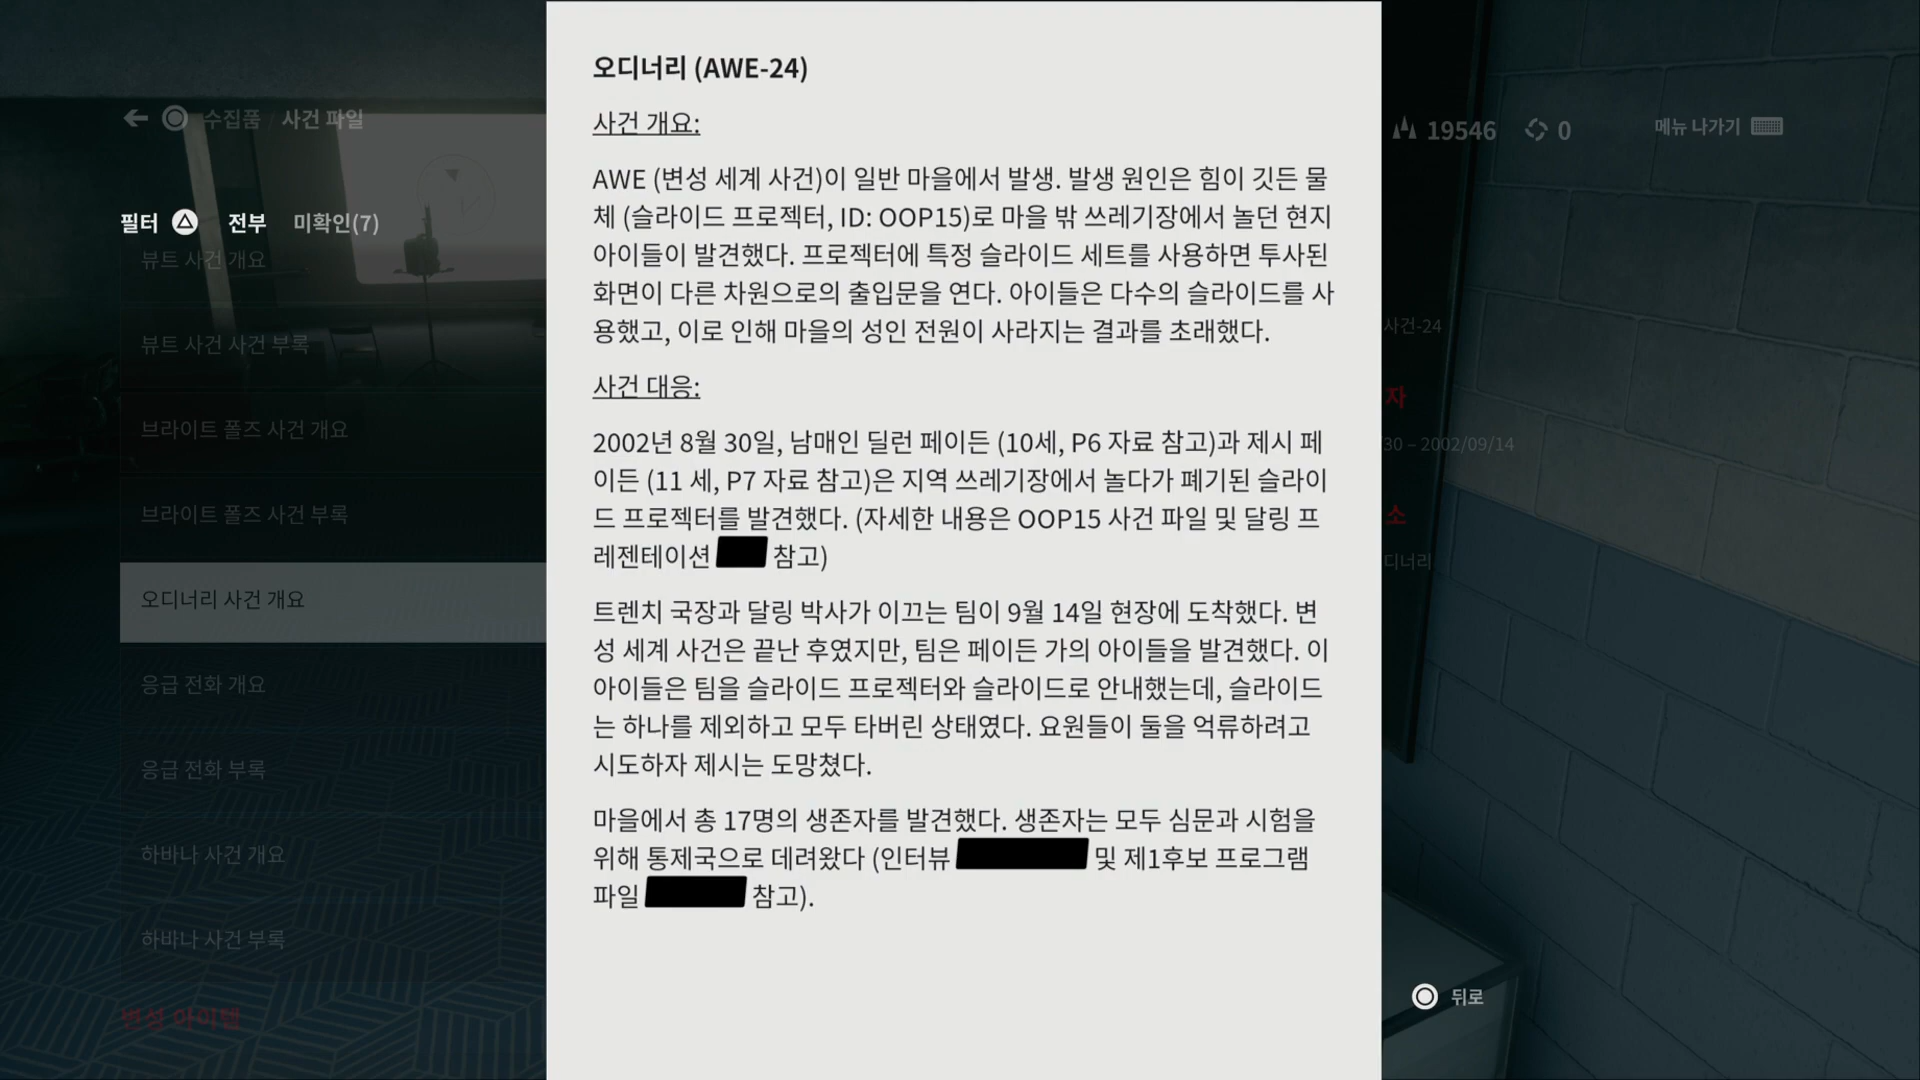 수집품 사건 파일
필터 전부 미확인(7)
뷰트 사건 개요
뷰트 사건 사건 부록
브라이트 폴즈 사건 개요
브라이트 폴즈 사건 부록
오디너리 사건 개요
응급 전화 개요
응급 전화 부록
하바나 사건 개요
하바나 사건 부록
변성 아이템
오디너리 (AWE-24)
사건 개요:
AWE (변성 세계 사건)이 일반 마을에서 발생. 발생 원인은 힘이 깃든 물
체 (슬라이드 프로젝터, ID: OOP15)로 마을 밖 쓰레기장에서 놀던 현지
아이들이 발견했다. 프로젝터에 특정 슬라이드 세트를 사용하면 투사된
화면이 다른 차원으로의 출입문을 연다. 아이들은 다수의 슬라이드를 사
용했고, 이로 인해 마을의 성인 전원이 사라지는 결과를 초래했다.
사건 대응:
2002년 8월 30일, 남매인 딜런 페이든 (10세, P6 자료 참고)과 제시 페
이든 (11 세, P7 자료 참고)은 지역 쓰레기장에서 놀다가 폐기된 슬라이
드 프로젝터를 발견했다. (자세한 내용은 OOP15 사건 파일 및 달링 프
레젠테이션 참고)
트렌치 국장과 달링 박사가 이끄는 팀이 9월 14일 현장에 도착했다. 변
성 세계 사건은 끝난 후였지만, 팀은 페이든 가의 아이들을 발견했다. 이
아이들은 팀을 슬라이드 프로젝터와 슬라이드로 안내했는데, 슬라이드
는 하나를 제외하고 모두 타버린 상태였다. 요원들이 둘을 억류하려고
시도하자 제시는 도망쳤다.
마을에서 총 17명의 생존자를 발견했다. 생존자는 모두 심문과 시험을
위해 통제국으로 데려왔다 (인터뷰 및 제1후보 프로그램
파일 참고).
19546 0 메뉴 나가기
사건-24
자
30 – 2002/09/14
소
디너리
뒤로